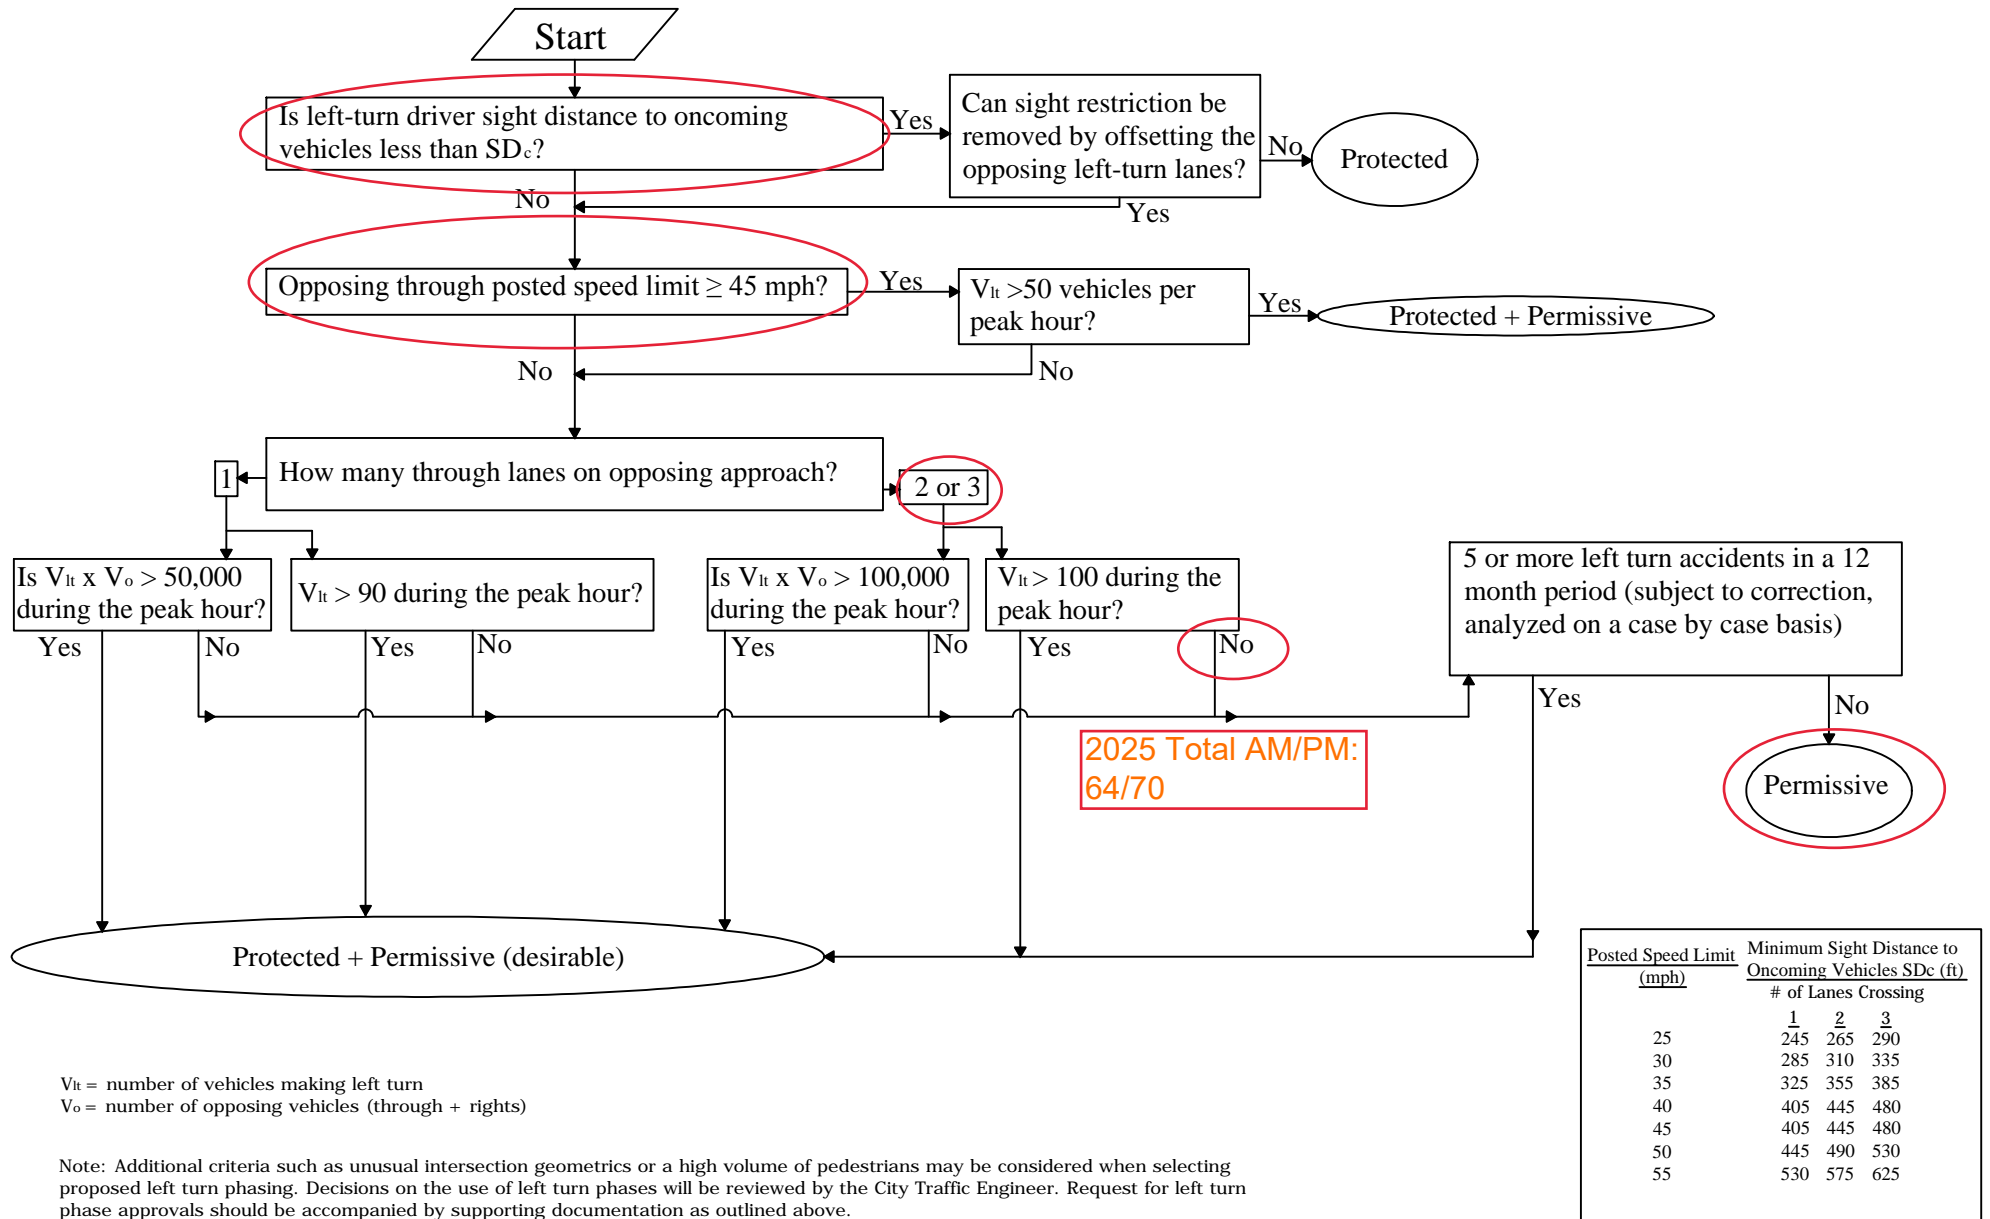 Start
Is left-turn driver sight distance to oncoming
vehicles less than SDc?
Yes
Can sight restriction be
removed by offsetting the
opposing left-turn lanes?
No
Protected
No
Yes
Opposing through posted speed limit ≥ 45 mph?
Yes
Vlt >50 vehicles per
peak hour?
Yes
Protected + Permissive
No
No
How many through lanes on opposing approach?
1
2 or 3
Is Vlt x Vo > 50,000
during the peak hour?
Vlt > 90 during the peak hour?
Is Vlt x Vo > 100,000
during the peak hour?
Vlt > 100 during the
peak hour?
5 or more left turn accidents in a 12
month period (subject to correction,
analyzed on a case by case basis)
Yes
No
Yes
No
Yes
No
Yes
No
Yes
No
2025 Total AM/PM:
64/70
Permissive
Protected + Permissive (desirable)
Posted Speed Limit
(mph)
Minimum Sight Distance to
Oncoming Vehicles SDc (ft)
# of Lanes Crossing
1 2 3
25 245 265 290
30 285 310 335
35 325 355 385
40 405 445 480
45 405 445 480
50 445 490 530
55 530 575 625
Vlt = number of vehicles making left turn
Vo = number of opposing vehicles (through + rights)
Note: Additional criteria such as unusual intersection geometrics or a high volume of pedestrians may be considered when selecting
proposed left turn phasing. Decisions on the use of left turn phases will be reviewed by the City Traffic Engineer. Request for left turn
phase approvals should be accompanied by supporting documentation as outlined above.